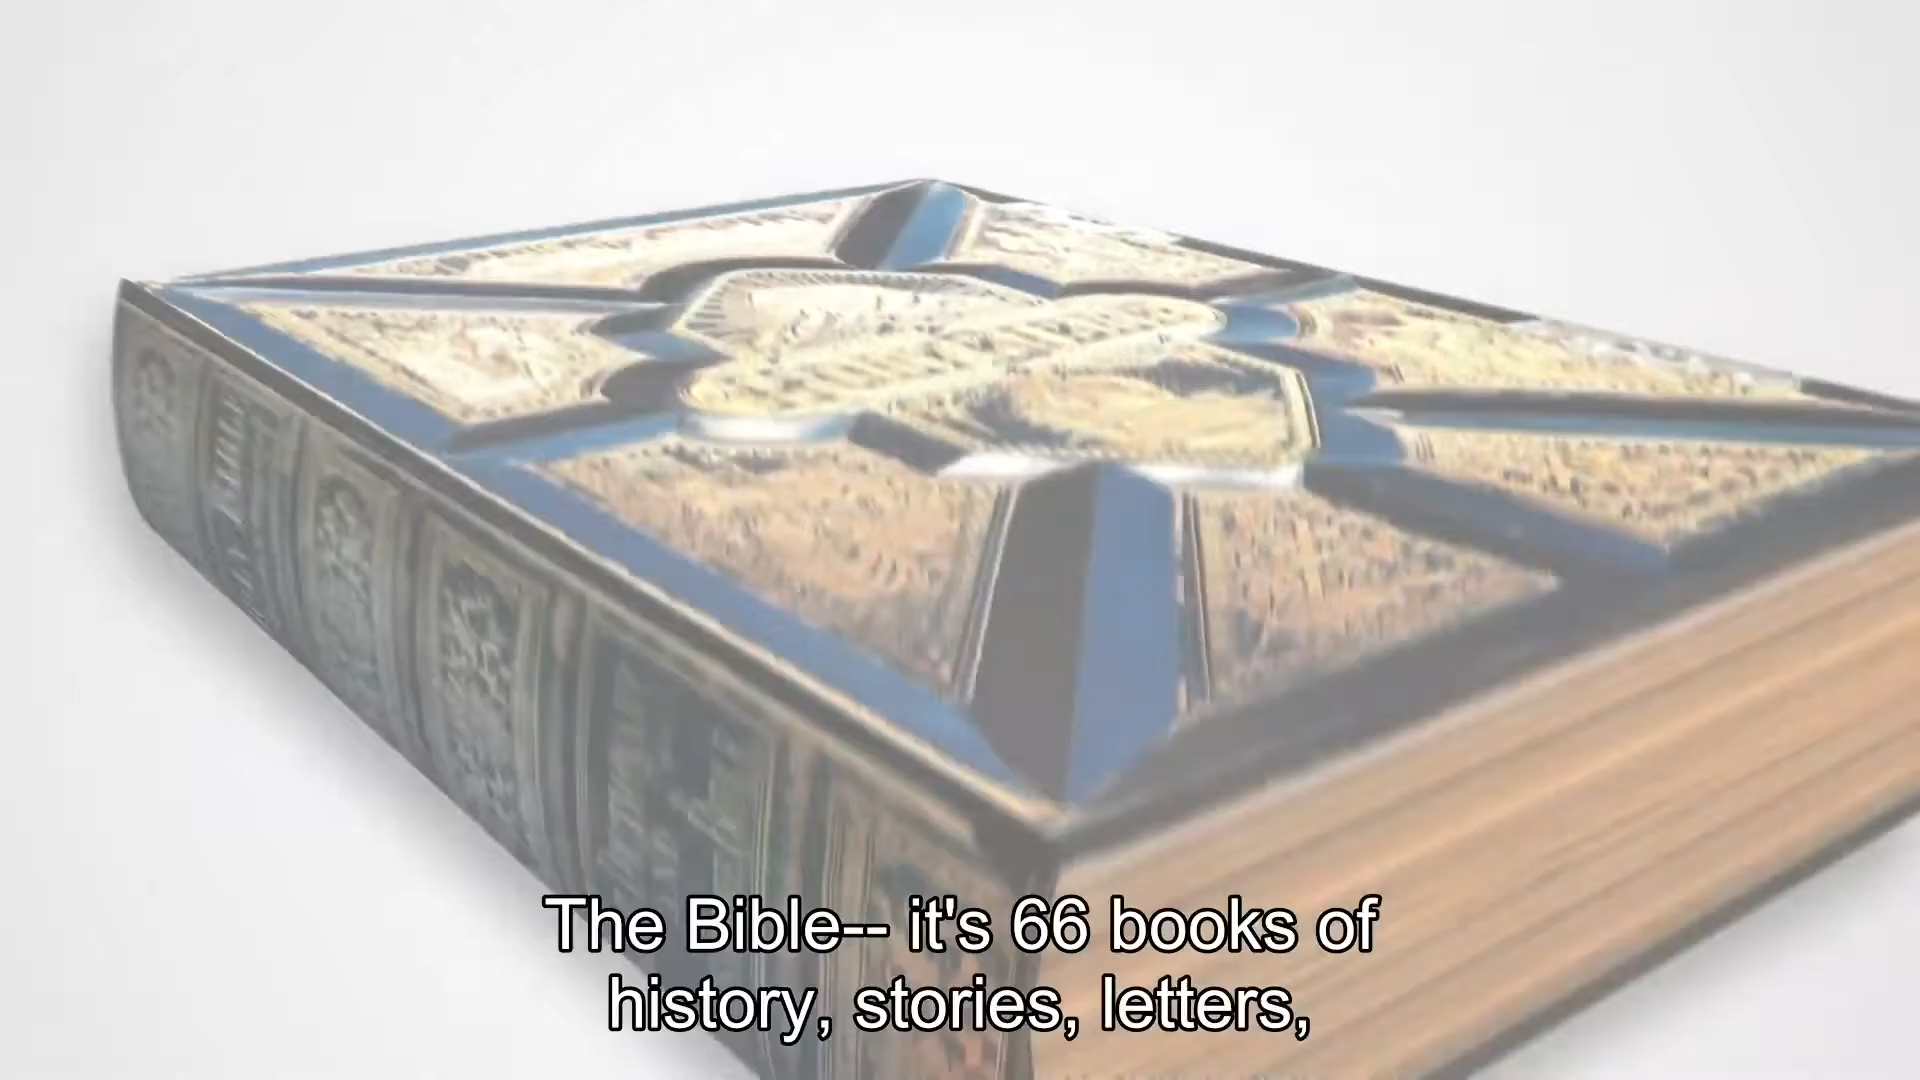 The Bible-- it's 66 books of
history, stories, letters,